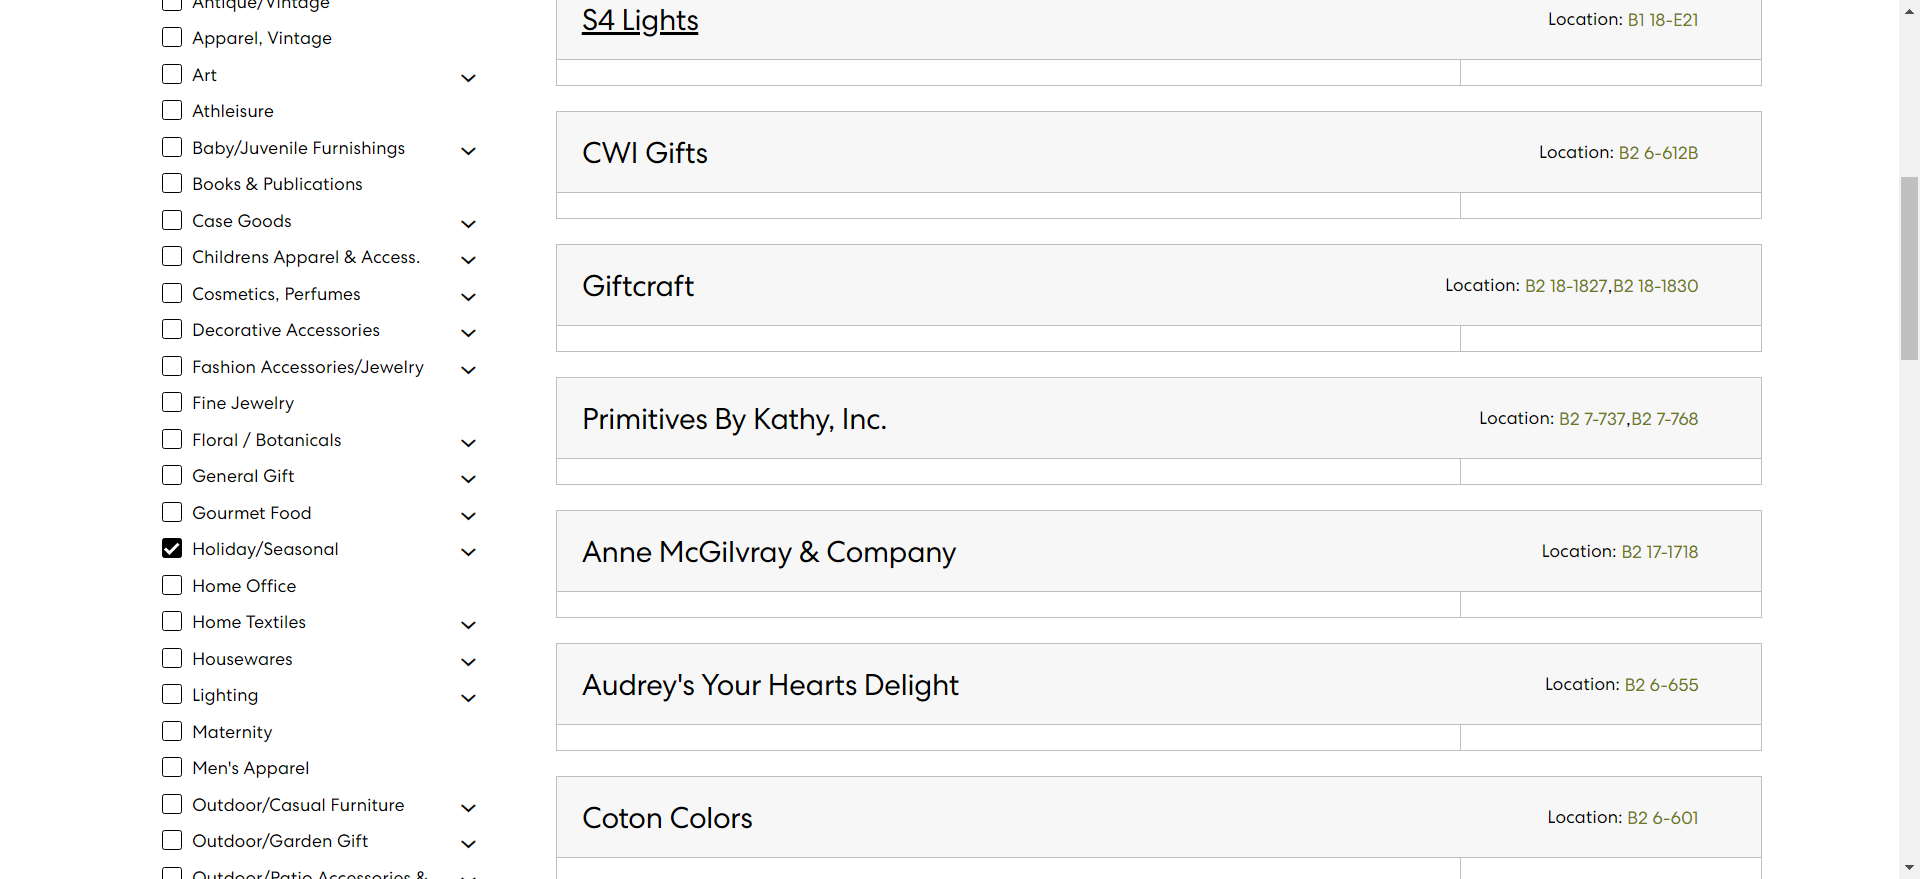 Antique/Vintage
Apparel, Vintage
Art
Athleisure
Baby/Juvenile Furnishings
Books & Publications
Case Goods
Childrens Apparel & Access.
Cosmetics, Perfumes
Decorative Accessories
Fashion Accessories/Jewelry
Fine Jewelry
Floral / Botanicals
General Gift
Gourmet Food
Holiday/Seasonal
Home Office
Home Textiles
Housewares
Lighting
Maternity
Men's Apparel
Outdoor/Casual Furniture
Outdoor/Garden Gift
Outdoor/Patio Accessories &
S4 Lights
Location: B1 18-E21
CWI Gifts
Location: B2 6-612B
Giftcraft
Location: B2 18-1827,B2 18-1830
Primitives By Kathy, Inc.
Location: B2 7-737,B2 7-768
Anne McGilvray & Company
Location: B2 17-1718
Audrey's Your Hearts Delight
Location: B2 6-655
Coton Colors
Location: B2 6-601